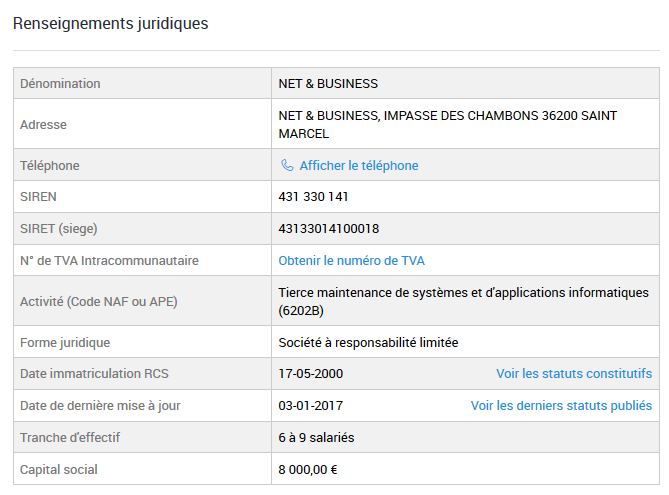 Renseignements juridiques
Dénomination NET & BUSINESS
Adresse NET & BUSINESS, IMPASSE DES CHAMBONS 36200 SAINT
MARCEL
Téléphone Afficher le téléphone
SIREN 431 330 141
SIRET (siege) 43133014100018
N° de TVA Intracommunautaire Obtenir le numéro de TVA
Activité (Code NAF ou APE) Tierce maintenance de systèmes et d'applications informatiques
(6202B)
Forme juridique Société à responsabilité limitée
Date immatriculation RCS 17-05-2000 Voir les statuts constitutifs
Date de dernière mise à jour 03-01-2017 Voir les derniers statuts publiés
Tranche d'effectif 6 à 9 salariés
Capital social 8 000,00 €